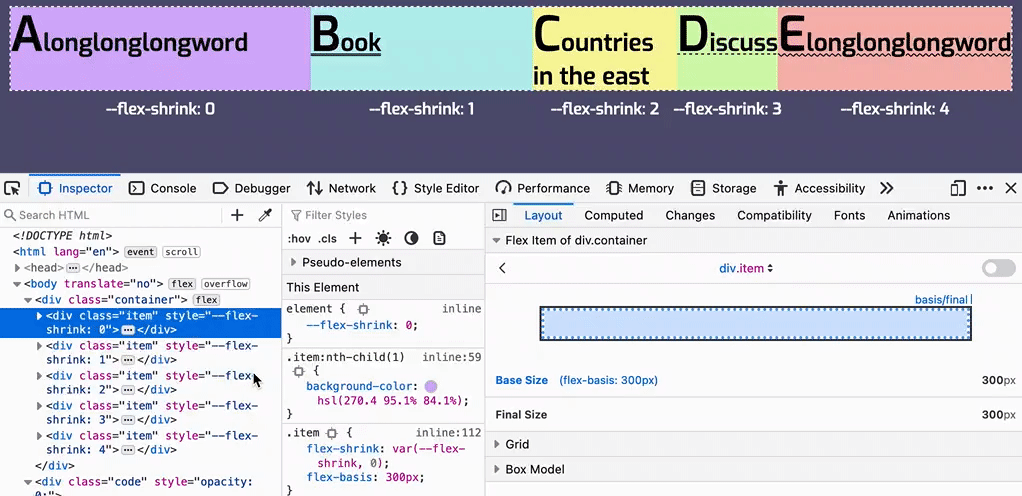 Alonglonglongword Book Countries Discuss Elonglonglongword
in the east
--flex-shrink: 0 --flex-shrink: 1 --flex-shrink: 2 --flex-shrink: 3 --flex-shrink: 4
Inspector Console Debugger Network Style Editor Performance Memory Storage Accessibility
Search HTML
<!DOCTYPE html>
<html lang="en"> event scroll
<head> ••• </head>
<body translate="no"> flex overflow
<div class="container"> flex
<div class="item" style="--flex-
shrink: 0"> ••• </div>
<div class="item" style="--flex-
shrink: 1"> ••• </div>
<div class="item" style="--flex-
shrink: 2"> ••• </div>
<div class="item" style="--flex-
shrink: 3"> ••• </div>
<div class="item" style="--flex-
shrink: 4"> ••• </div>
</div>
<div class="code" style="opacity:
0;">
Filter Styles
:hov .cls
Pseudo-elements
This Element
element { inline
--flex-shrink: 0;
}
.item:nth-child(1) inline:59
{
background-color:
hsl(270.4 95.1% 84.1%);
}
.item { inline:112
flex-shrink: var(--flex-
shrink, 0);
flex-basis: 300px;
}
Layout Computed Changes Compatibility Fonts Animations
Flex Item of div.container
div.item
basis/final
Base Size (flex-basis: 300px) 300px
Final Size 300px
Grid
Box Model